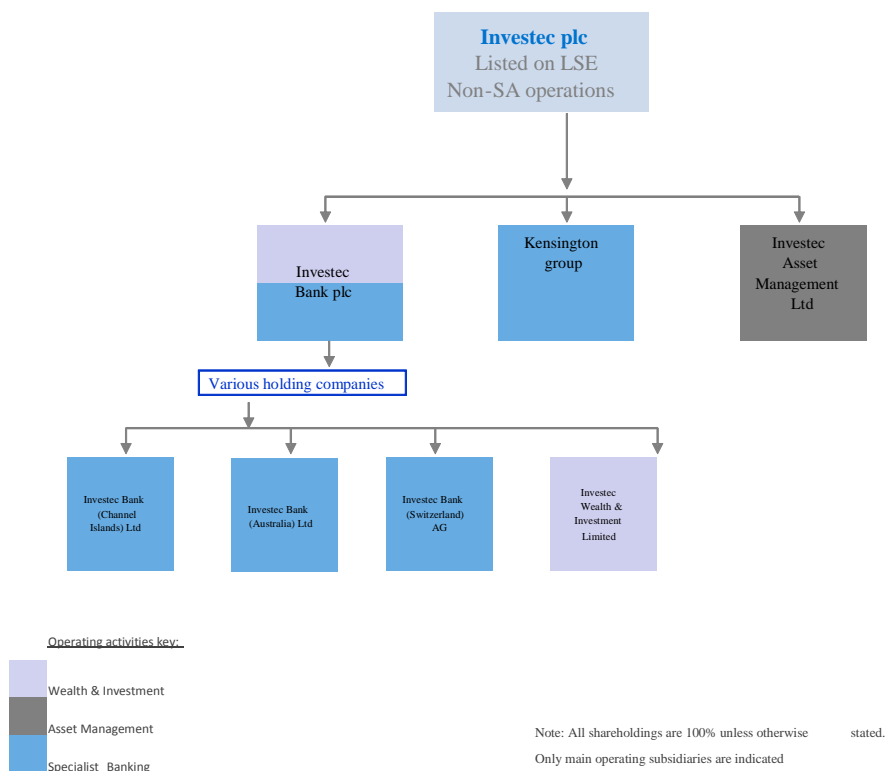 Investec plc
Listed on LSE
Non-SA operations
Investec
Bank plc
Kensington
group
Investec
Asset
Management
Ltd
Various holding companies
Investec Bank
(Channel
Islands) Ltd
Investec Bank
(Australia) Ltd
Investec Bank
(Switzerland)
AG
Investec
Wealth &
Investment
Limited
Operating activities key:
Wealth & Investment
Asset Management
Specialist Banking
Note: All shareholdings are 100% unless otherwise stated.
Only main operating subsidiaries are indicated